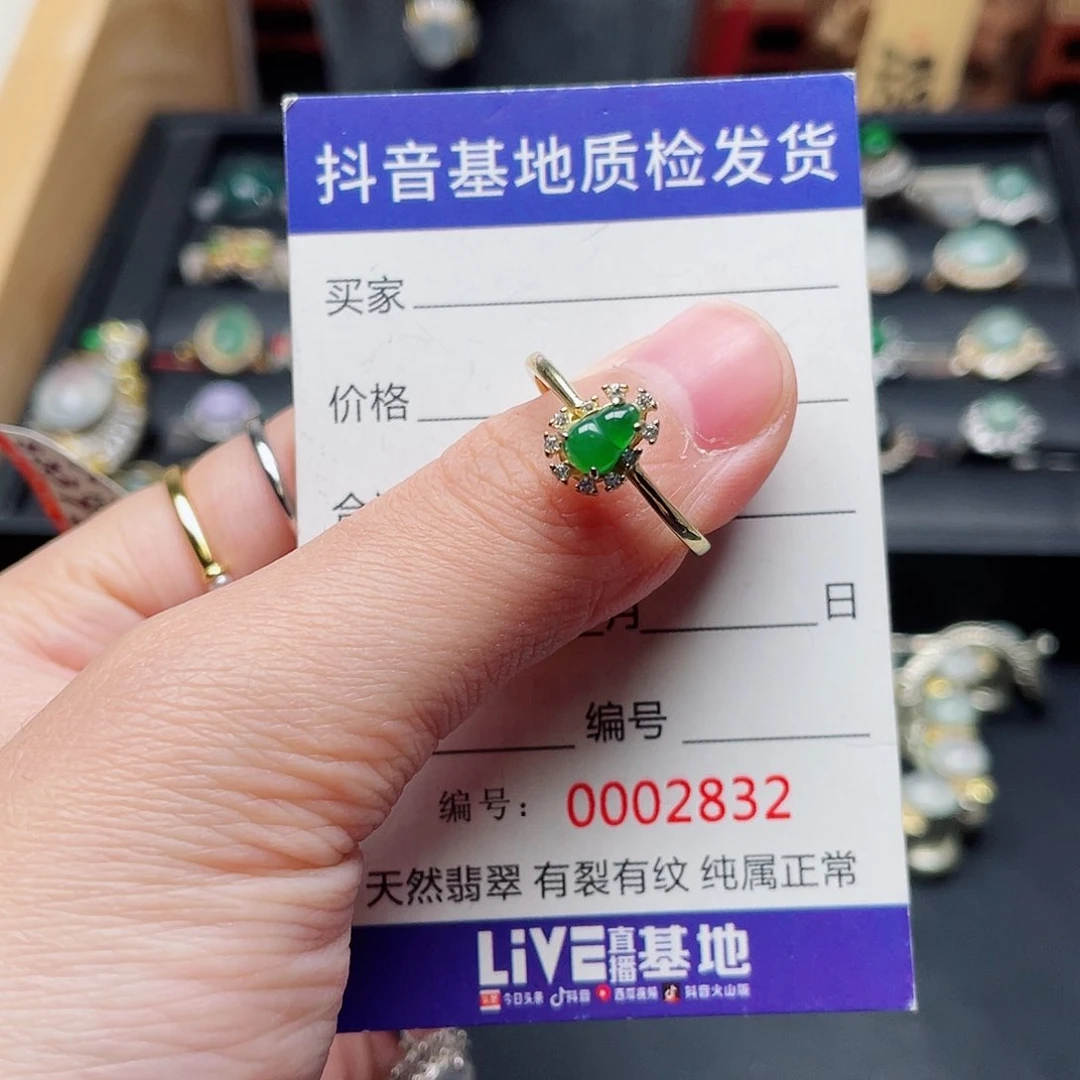 抖音基地质检发货
买家
价格
月 日
编号
编号： 0002832
天然翡翠 有裂有纹 纯属正常
LiVE直播基地
今日头条 抖音 西瓜视频 抖音火山版